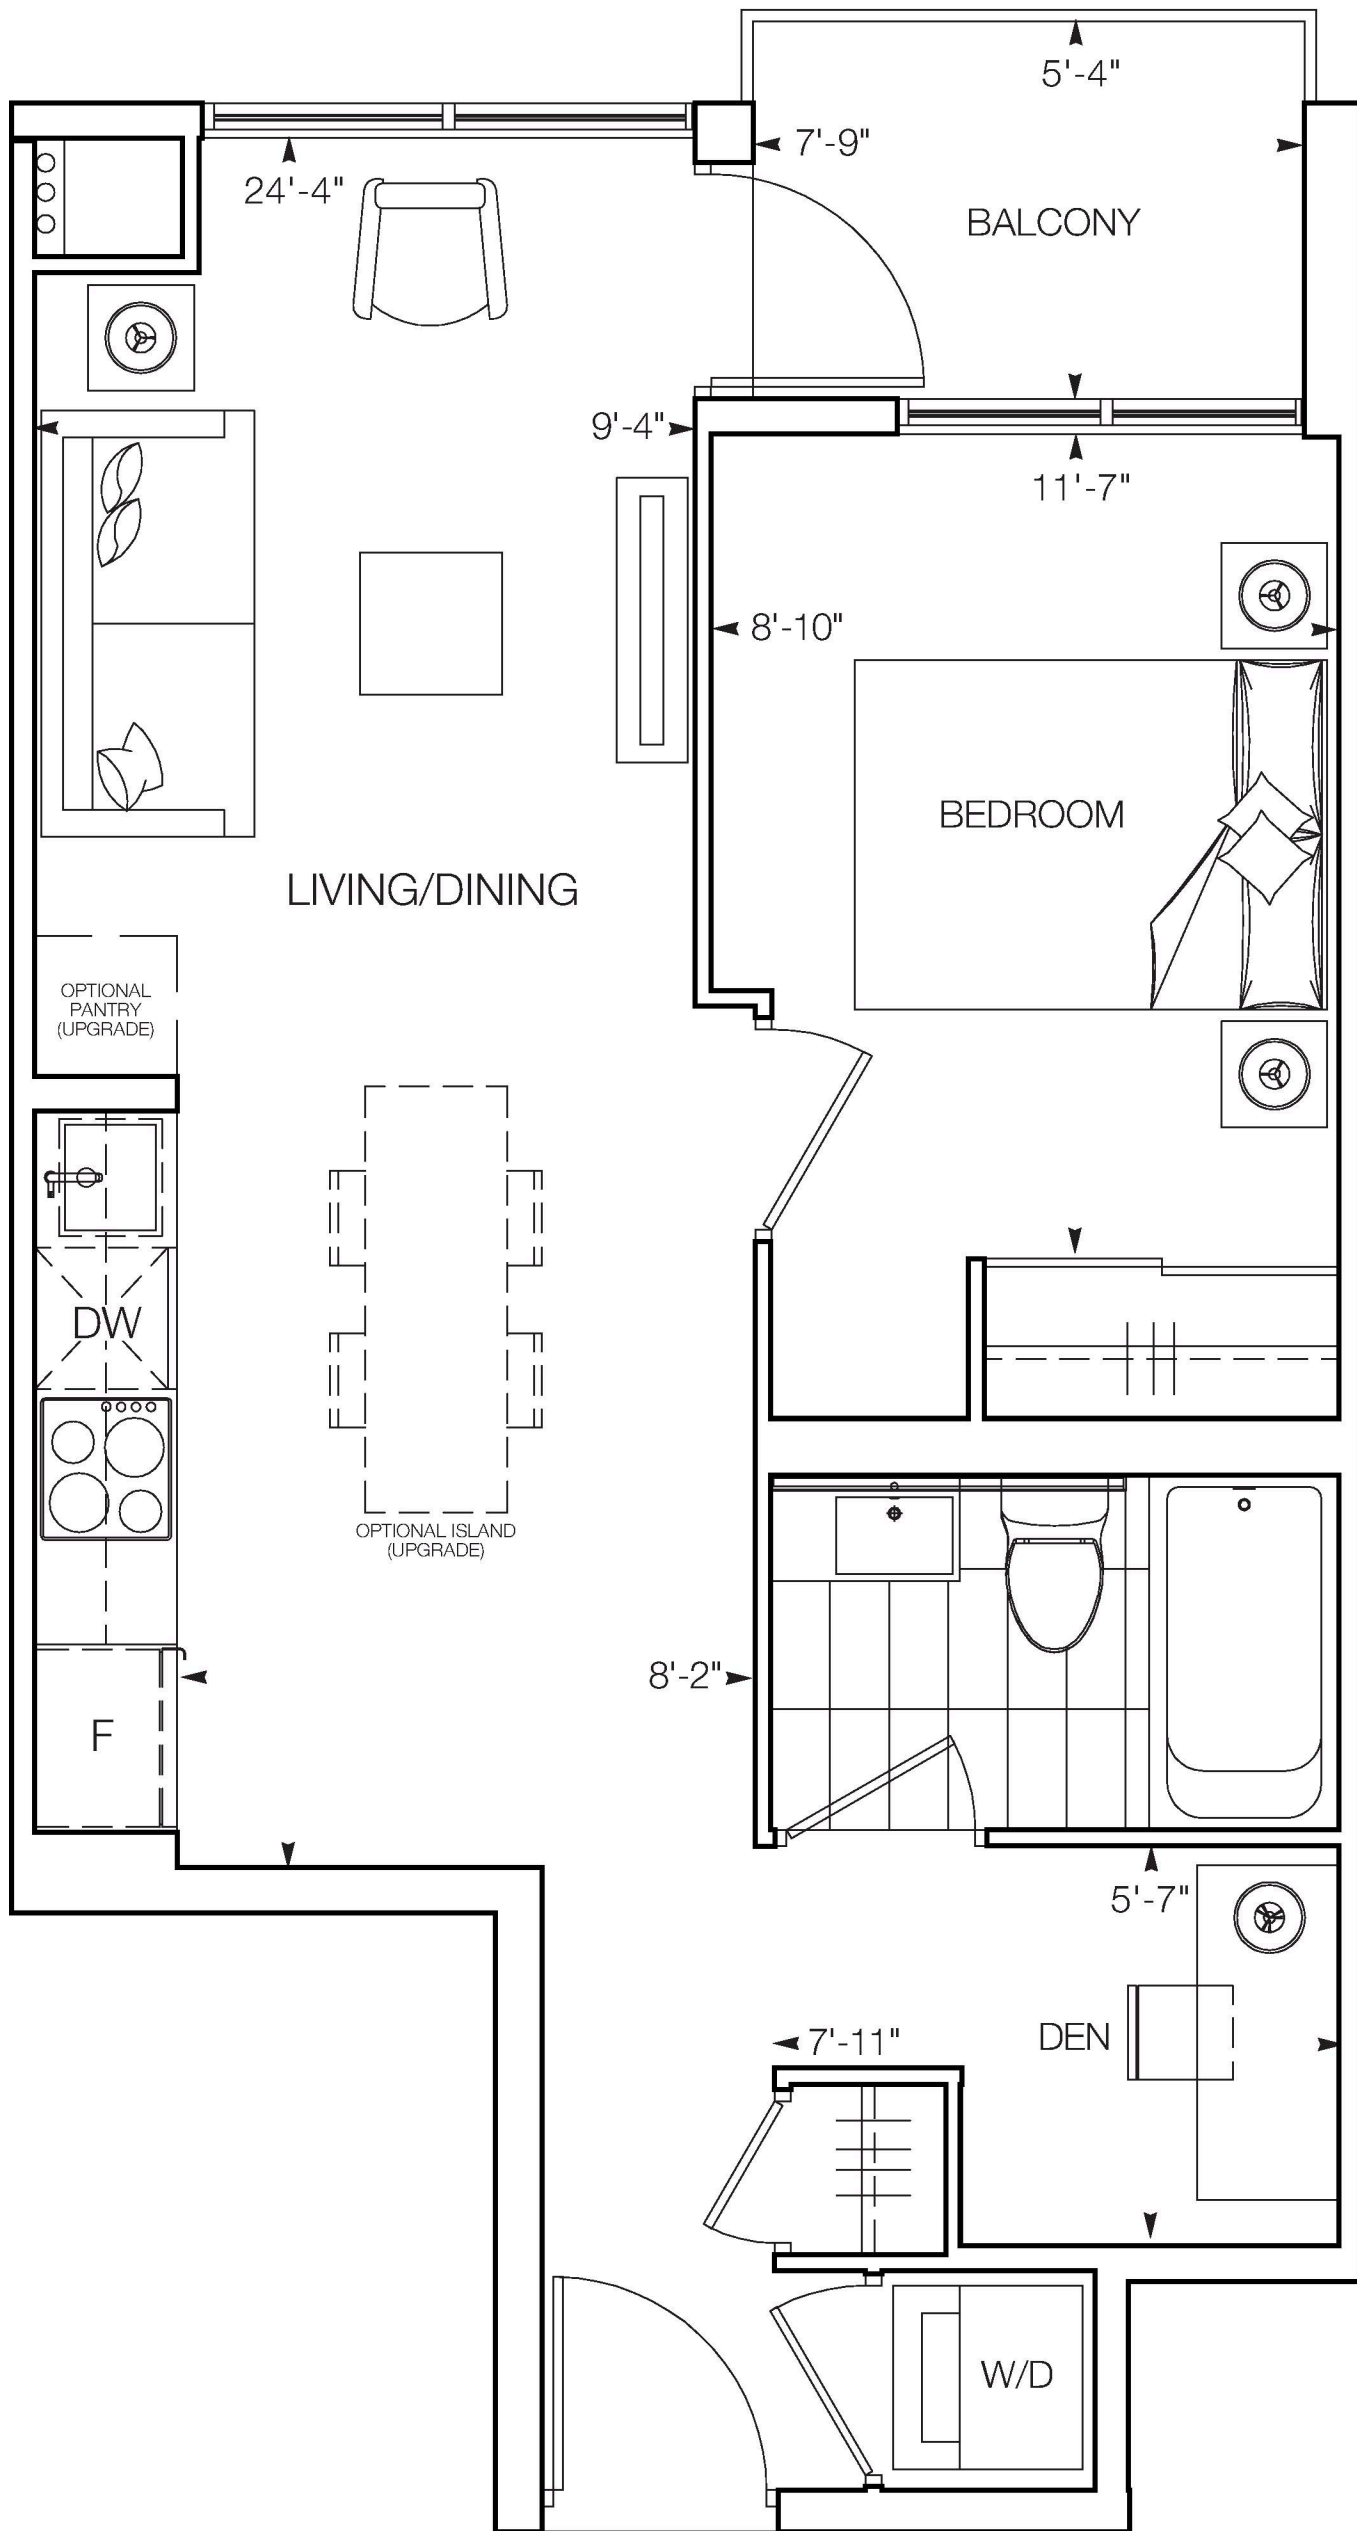 5'-4"
7'-9"
24'-4"
BALCONY
9'-4"
11'-7"
8'-10"
BEDROOM
LIVING/DINING
OPTIONAL
PANTRY
(UPGRADE)
DW
OPTIONAL ISLAND
(UPGRADE)
8'-2"
F
5'-7"
7'-11"
DEN
W/D